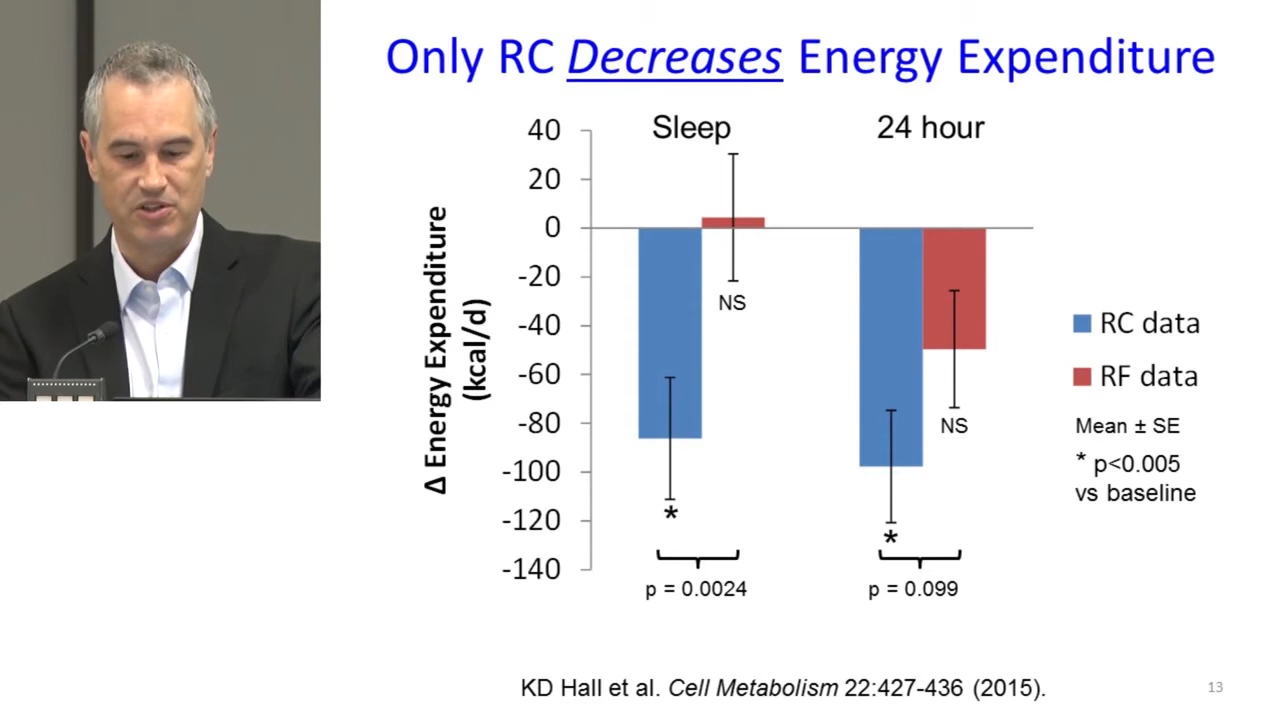 Only RC Decreases Energy Expenditure
Sleep
24 hour
Δ Energy Expenditure
(kcal/d)
40
20
0
-20
-40
-60
-80
-100
-120
-140
NS
NS
*
*
p = 0.0024
p = 0.099
RC data
RF data
Mean ± SE
* p<0.005
vs baseline
KD Hall et al. Cell Metabolism 22:427-436 (2015).
13